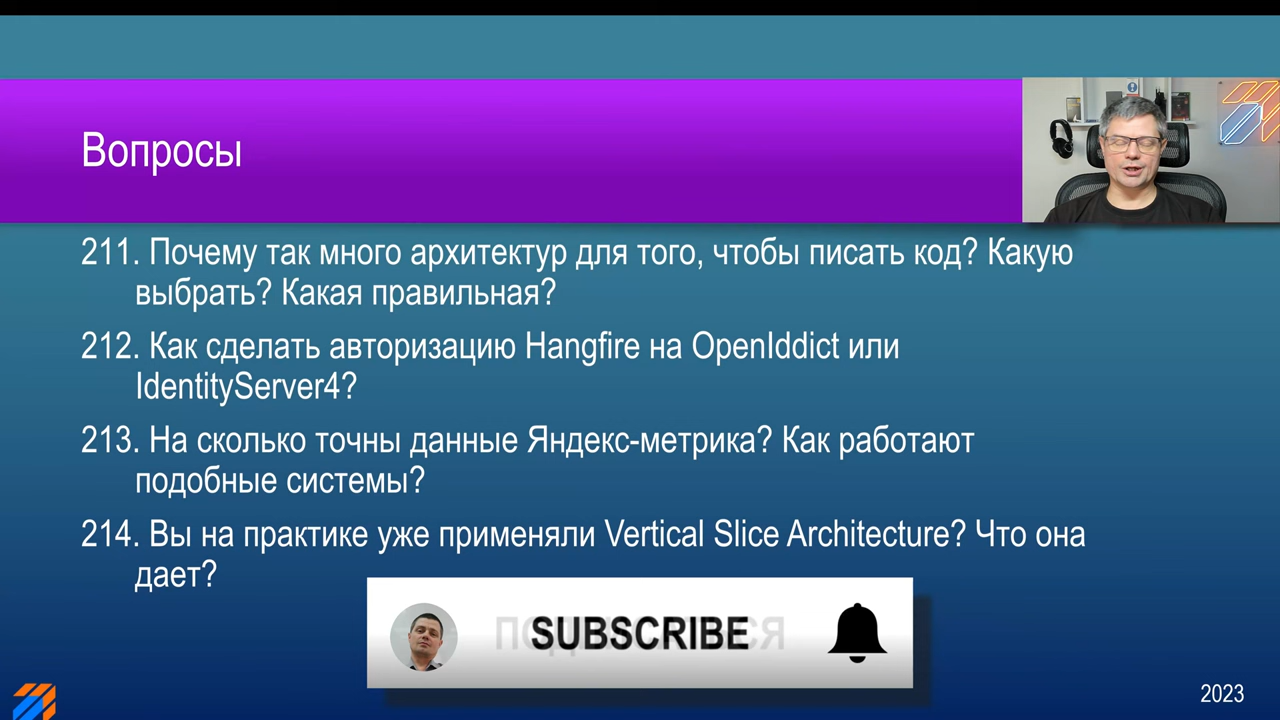 Вопросы
211. Почему так много архитектур для того, чтобы писать код? Какую
выбрать? Какая правильная?
212. Как сделать авторизацию Hangfire на OpenIddict или
IdentityServer4?
213. На сколько точны данные Яндекс-метрика? Как работают
подобные системы?
214. Вы на практике уже применяли Vertical Slice Architecture? Что она
дает?
SUBSCRIBE
2023